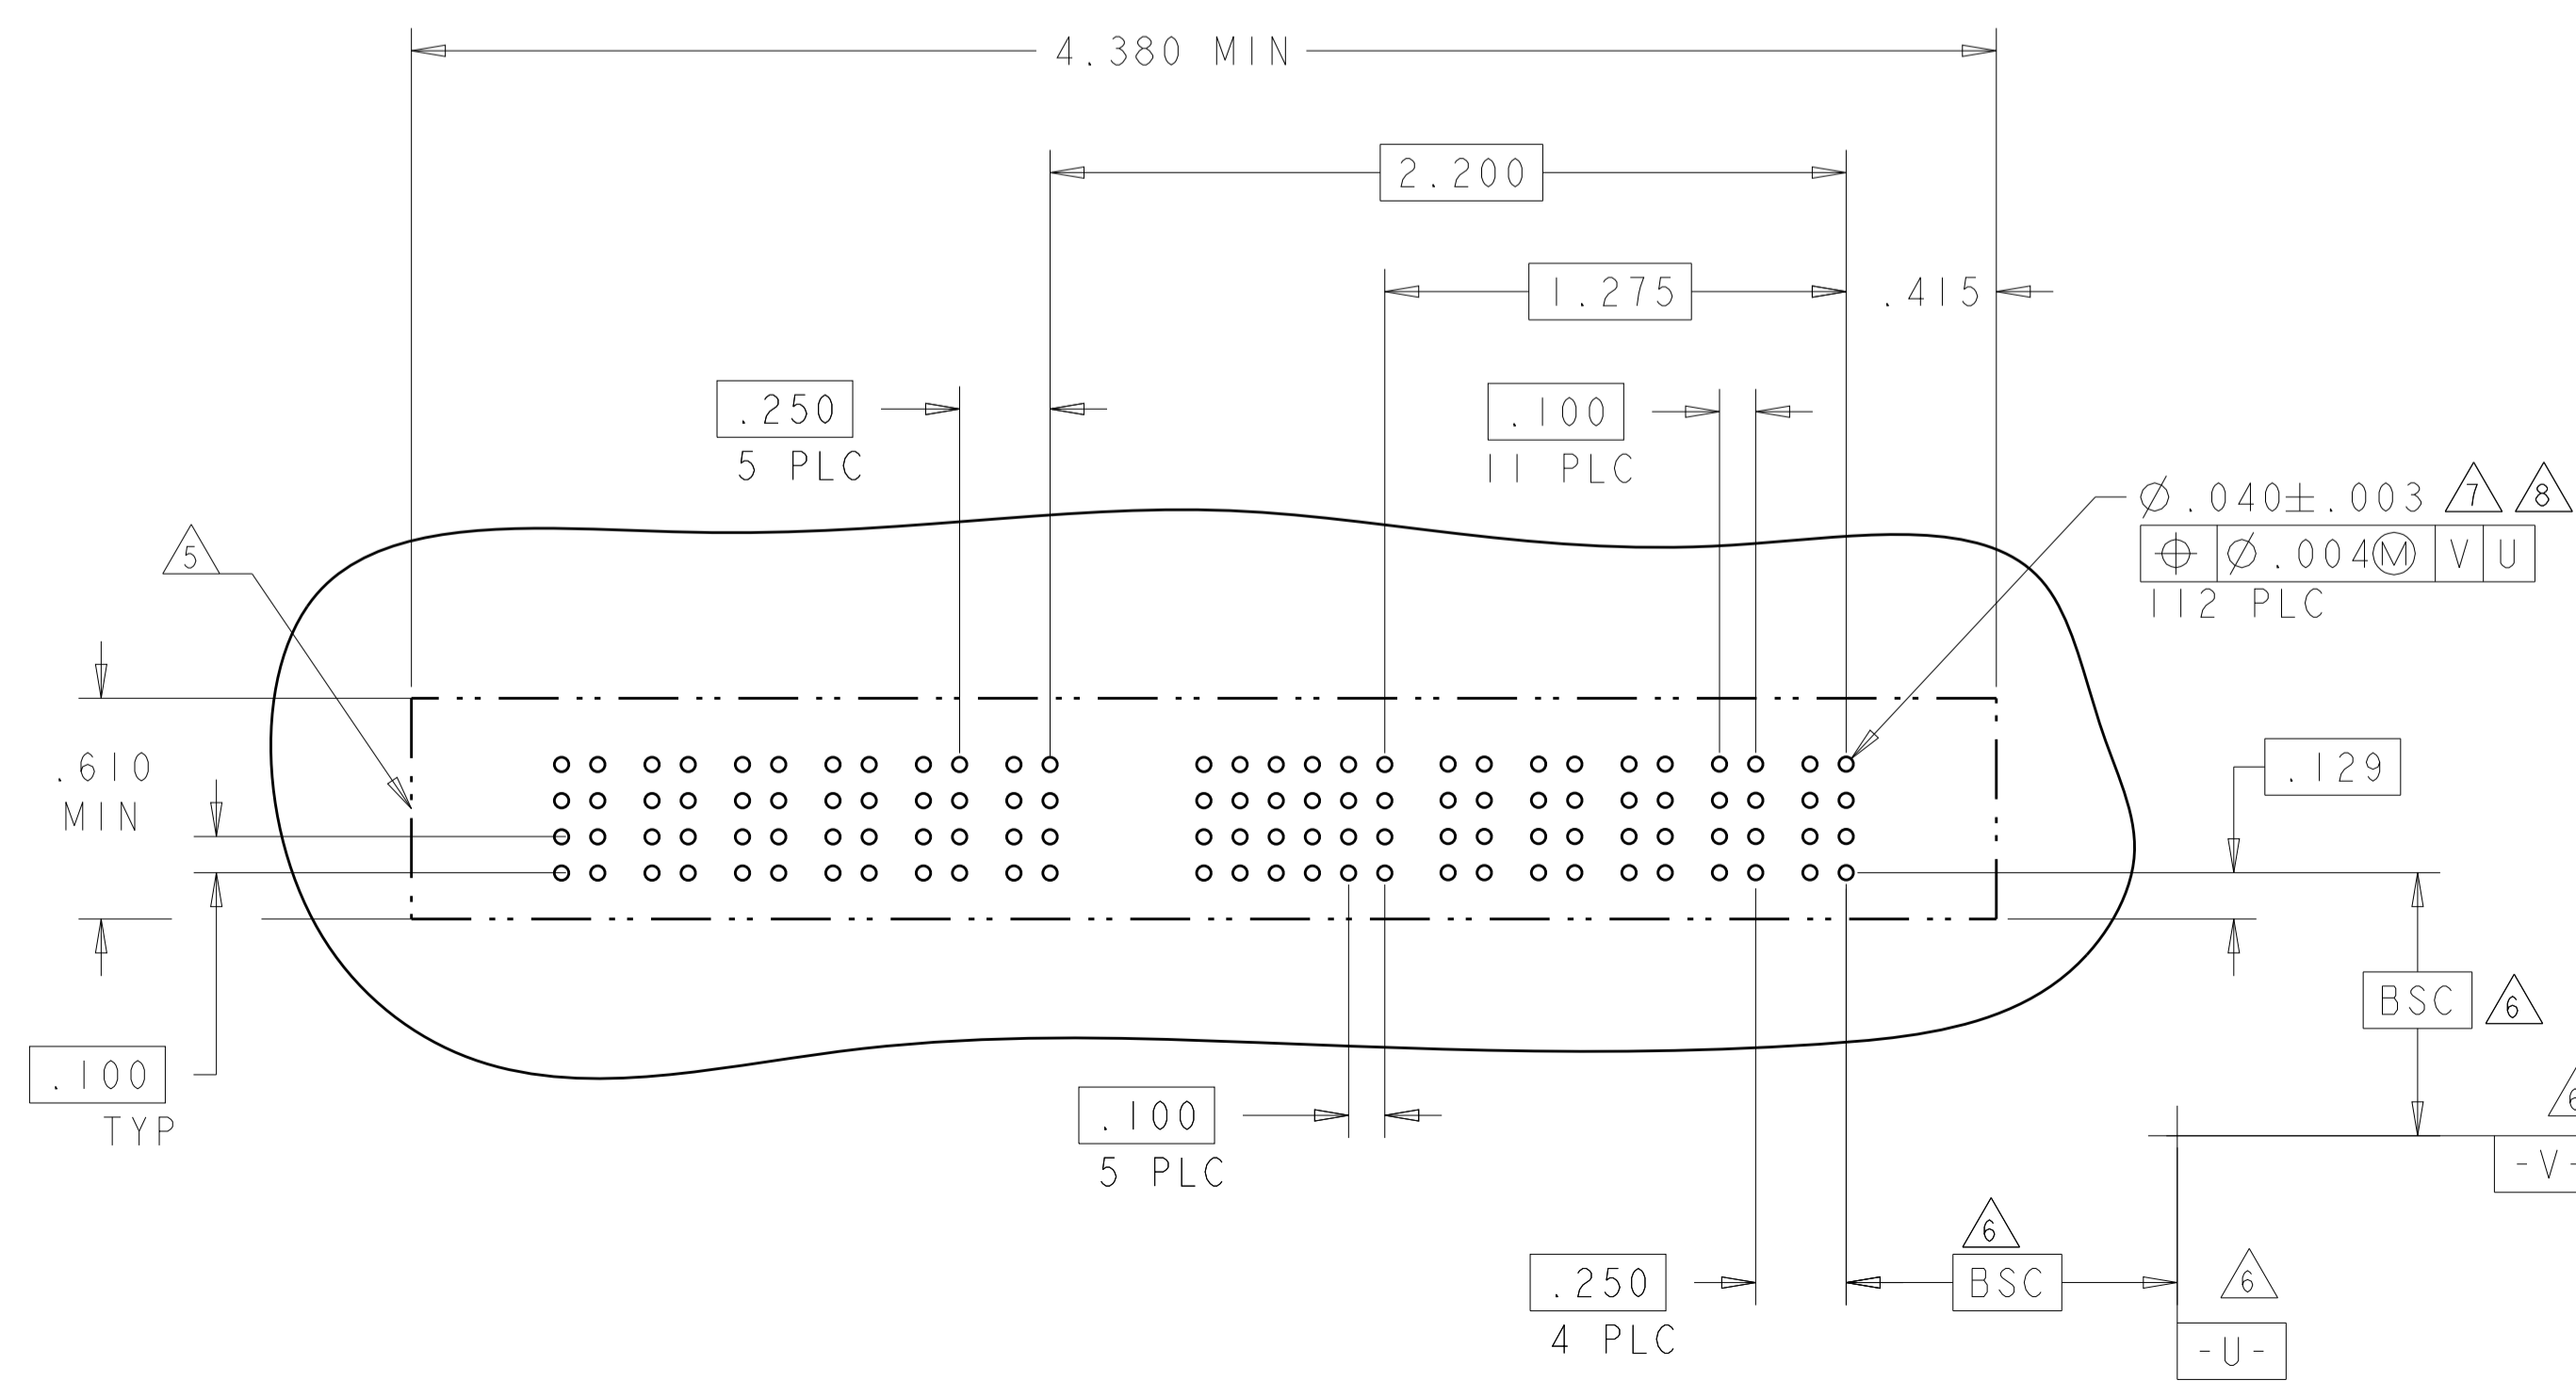 4.380 MIN
2.200
1.275
.415
.250
5 PLC
.100
11 PLC
Ø.040±.003 7 8
⌖ Ø.004Ⓜ V U
112 PLC
5
.610
MIN
.129
BSC 6
.100
TYP
.100
5 PLC
6
-V-
6
.250
4 PLC
BSC
6
-U-